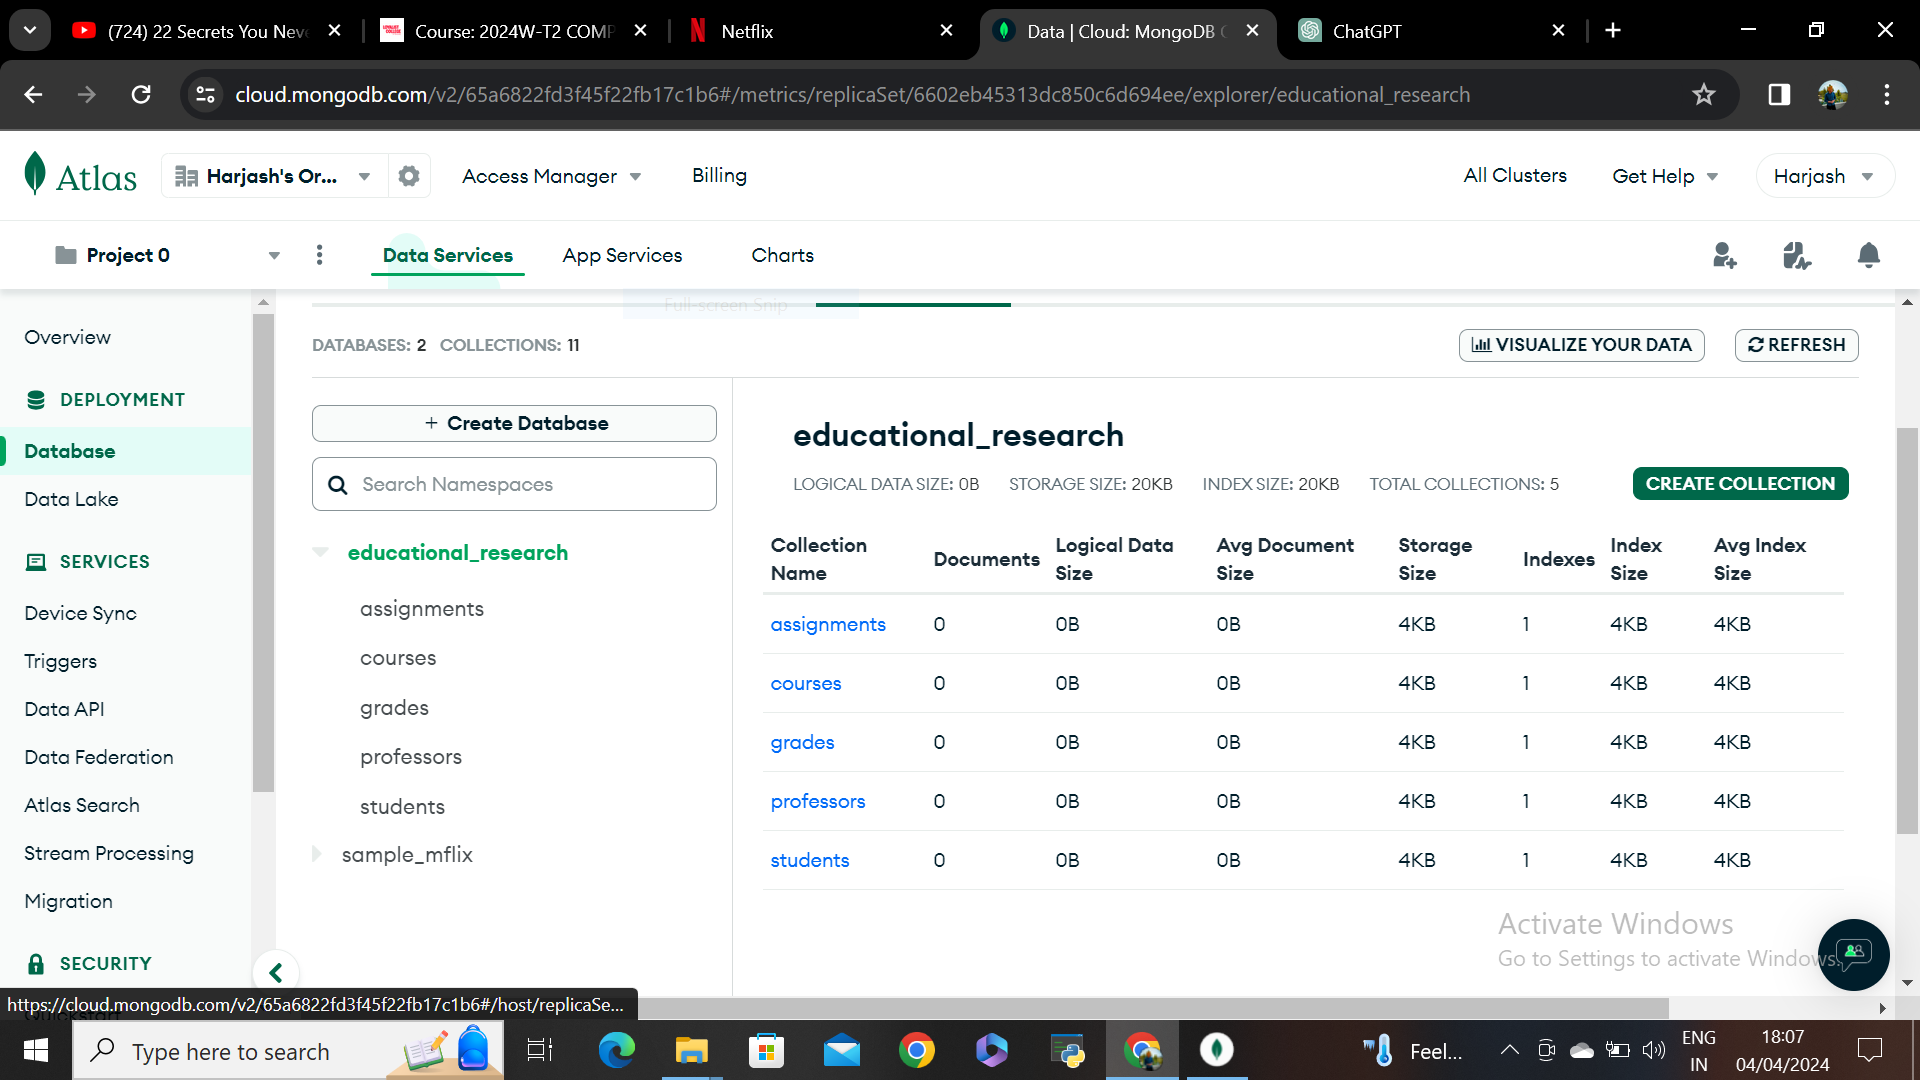 (724) 22 Secrets You Neve
Course: 2024W-T2 COMP
Netflix
Data | Cloud: MongoDB C
ChatGPT
cloud.mongodb.com/v2/65a6822fd3f45f22fb17c1b6#/metrics/replicaSet/6602eb45313dc850c6d694ee/explorer/educational_research
Atlas
Harjash's Or...
Access Manager
Billing
All Clusters
Get Help
Harjash
Project 0
Data Services
App Services
Charts
Full-screen Snip
Overview
DEPLOYMENT
Database
Data Lake
SERVICES
Device Sync
Triggers
Data API
Data Federation
Atlas Search
Stream Processing
Migration
SECURITY
Quickstart
DATABASES: 2 COLLECTIONS: 11
VISUALIZE YOUR DATA
REFRESH
+ Create Database
Search Namespaces
educational_research
assignments
courses
grades
professors
students
sample_mflix
educational_research
LOGICAL DATA SIZE: 0B STORAGE SIZE: 20KB INDEX SIZE: 20KB TOTAL COLLECTIONS: 5
CREATE COLLECTION
Collection Name Documents Logical Data Size Avg Document Size Storage Size Indexes Index Size Avg Index Size
assignments 0 0B 0B 4KB 1 4KB 4KB
courses 0 0B 0B 4KB 1 4KB 4KB
grades 0 0B 0B 4KB 1 4KB 4KB
professors 0 0B 0B 4KB 1 4KB 4KB
students 0 0B 0B 4KB 1 4KB 4KB
Activate Windows
Go to Settings to activate Windows.
https://cloud.mongodb.com/v2/65a6822fd3f45f22fb17c1b6#/host/replicaSe...
Type here to search
Feel...
ENG
IN
18:07
04/04/2024